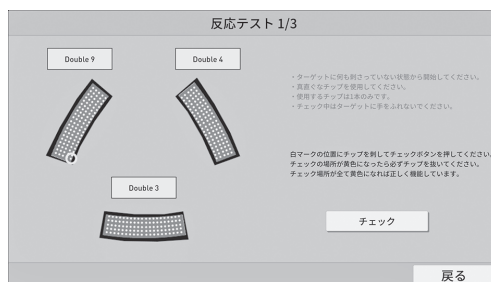 反応テスト 1/3
Double 9
Double 4
・ターゲットに何も刺さっていない状態から開始してください。
・真直ぐなチップを使用してください。
・使用するチップは1本のみです。
・チェック中はターゲットに手をふれないでください。
白マークの位置にチップを刺してチェックボタンを押してください。
チェックの場所が黄色になったら必ずチップを抜いてください。
チェック場所が全て黄色になれば正しく機能しています。
Double 3
チェック
戻る